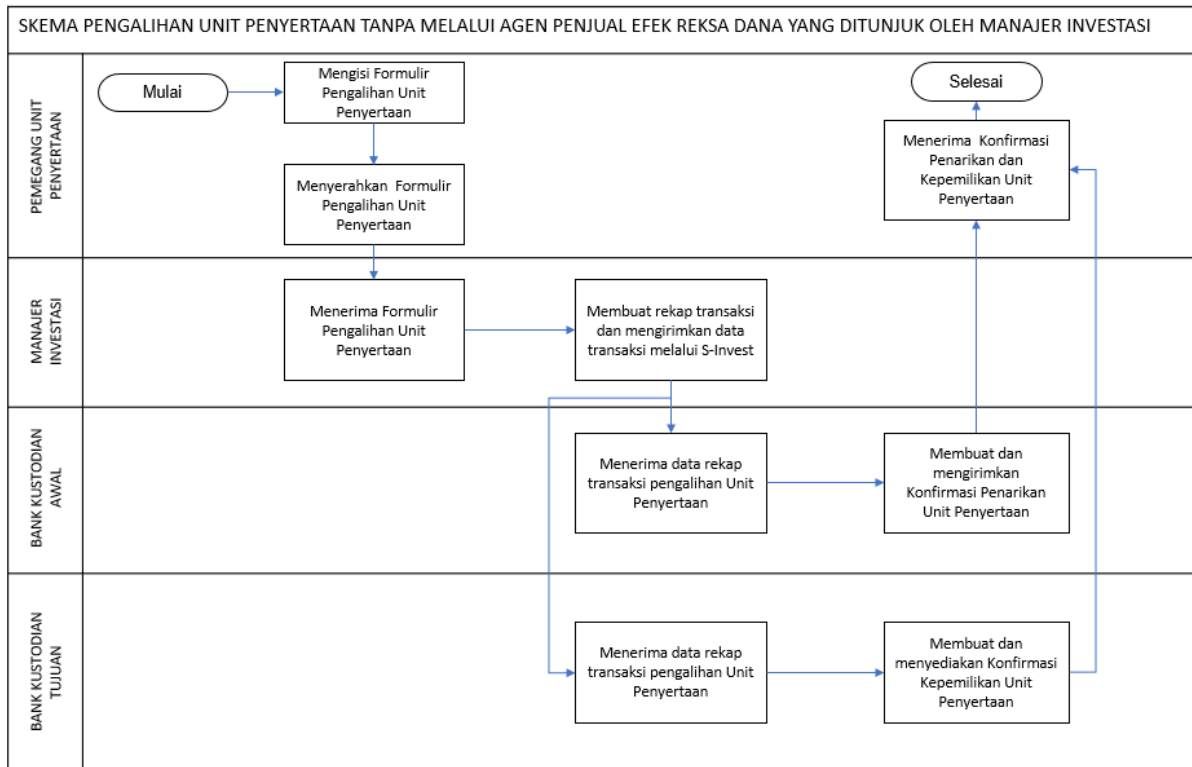 SKEMA PENGALIHAN UNIT PENYERTAAN TANPA MELALUI AGEN PENJUAL EFEK REKSA DANA YANG DITUNJUK OLEH MANAJER INVESTASI
PEMEGANG UNIT
PENYERTAAN
Mulai
Mengisi Formulir
Pengalihan Unit
Penyertaan
Selesai
Menyerahkan Formulir
Pengalihan Unit
Penyertaan
Menerima Konfirmasi
Penarikan dan
Kepemilikan Unit
Penyertaan
MANAJER
INVESTASI
Menerima Formulir
Pengalihan Unit
Penyertaan
Membuat rekap transaksi
dan mengirimkan data
transaksi melalui S-Invest
BANK KUSTODIAN
AWAL
Menerima data rekap
transaksi pengalihan Unit
Penyertaan
Membuat dan
mengirimkan
Konfirmasi Penarikan
Unit Penyertaan
BANK KUSTODIAN
TUJUAN
Menerima data rekap
transaksi pengalihan Unit
Penyertaan
Membuat dan
menyediakan Konfirmasi
Kepemilikan Unit
Penyertaan